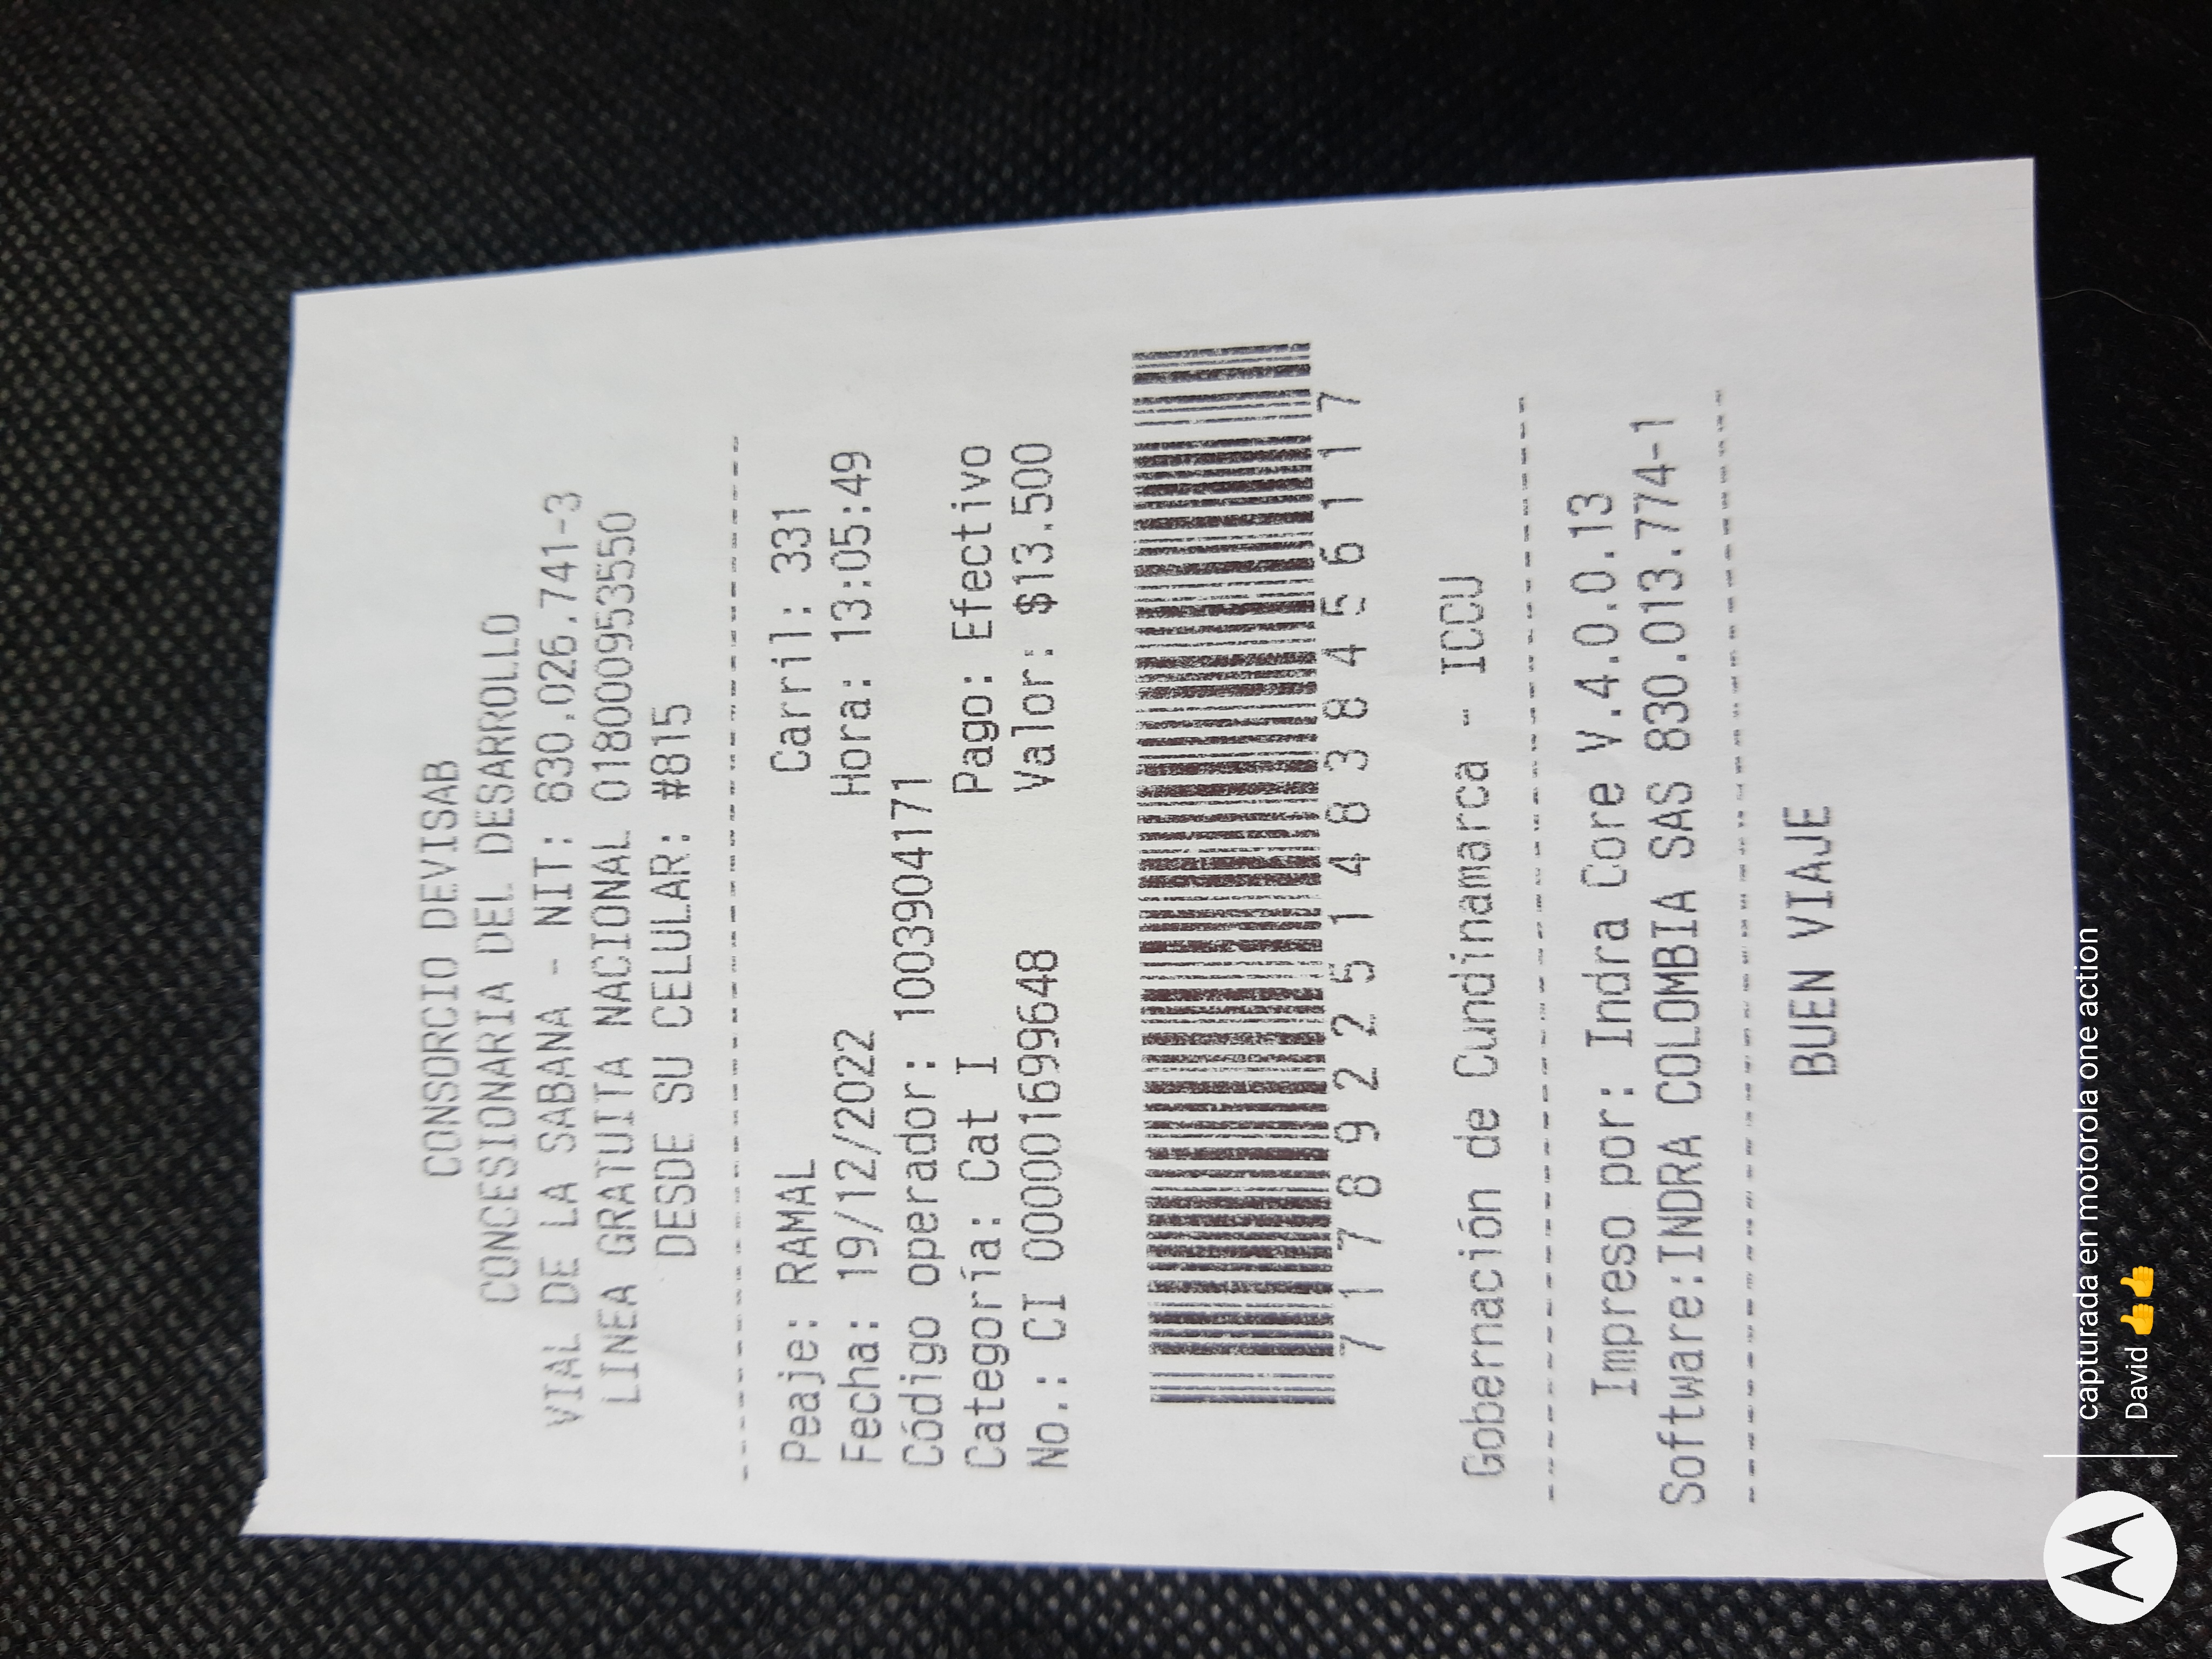 CONSORCIO DEVISAB
CONCESIONARIA DEL DESARROLLO
VIAL DE LA SABANA - NIT: 830.026.741-3
LINEA GRATUITA NACIONAL 018000953550
DESDE SU CELULAR: #815
Peaje: RAMAL Carril: 331
Fecha: 19/12/2022 Hora: 13:05:49
Código operador: 1003904171
Categoría: Cat I Pago: Efectivo
No.: CI 0000169648 Valor: $13.500
7178922514838456117
Gobernación de Cundinamarca - ICCU
Impreso por: Indra Core V.4.0.0.13
Software:INDRA COLOMBIA SAS 830.013.774-1
BUEN VIAJE
capturada en motorola one action
David 👍👍